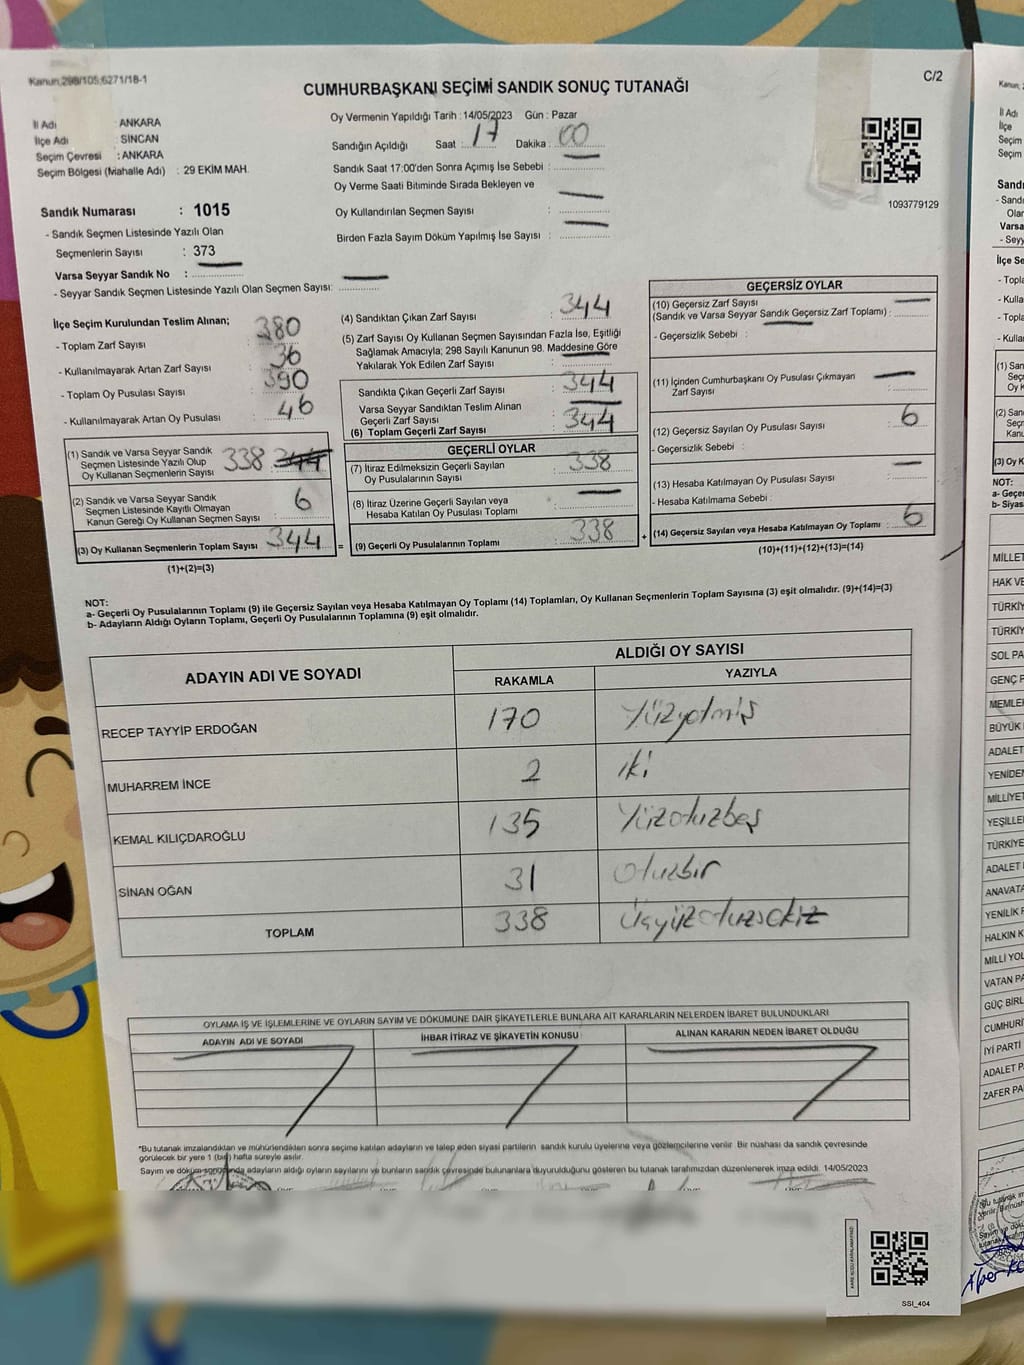 Kanun;298/105;6271/18-1
C/2
CUMHURBAŞKANI SEÇİMİ SANDIK SONUÇ TUTANAĞI
İl Adı : ANKARA
İlçe Adı : SİNCAN
Seçim Çevresi : ANKARA
Seçim Bölgesi (Mahalle Adı) : 29 EKİM MAH.
Oy Vermenin Yapıldığı Tarih : 14/05/2023 Gün : Pazar
Sandığın Açıldığı Saat : 17 Dakika : 00
Sandık Saat 17:00'den Sonra Açımış İse Sebebi :
Oy Verme Saati Bitiminde Sırada Bekleyen ve
Oy Kullandırılan Seçmen Sayısı :
Birden Fazla Sayım Döküm Yapılmış İse Sayısı :
1093779129
Sandık Numarası : 1015
- Sandık Seçmen Listesinde Yazılı Olan
Seçmenlerin Sayısı : 373
Varsa Seyyar Sandık No :
- Seyyar Sandık Seçmen Listesinde Yazılı Olan Seçmen Sayısı:
İlçe Seçim Kurulundan Teslim Alınan;
- Toplam Zarf Sayısı : 380
- Kullanılmayarak Artan Zarf Sayısı : 36
- Toplam Oy Pusulası Sayısı : 390
- Kullanılmayarak Artan Oy Pusulası : 46
(1) Sandık ve Varsa Seyyar Sandık
Seçmen Listesinde Yazılı Olup
Oy Kullanan Seçmenlerin Sayısı : 338 344
(2) Sandık ve Varsa Seyyar Sandık
Seçmen Listesinde Kayıtlı Olmayan
Kanun Gereği Oy Kullanan Seçmen Sayısı : 6
(3) Oy Kullanan Seçmenlerin Toplam Sayısı : 344 =
(1)+(2)=(3)
(4) Sandıktan Çıkan Zarf Sayısı : 344
(5) Zarf Sayısı Oy Kullanan Seçmen Sayısından Fazla İse, Eşitliği
Sağlamak Amacıyla; 298 Sayılı Kanunun 98. Maddesine Göre
Yakılarak Yok Edilen Zarf Sayısı :
Sandıkta Çıkan Geçerli Zarf Sayısı : 344
Varsa Seyyar Sandıktan Teslim Alınan
Geçerli Zarf Sayısı :
(6) Toplam Geçerli Zarf Sayısı : 344
GEÇERLİ OYLAR
(7) İtiraz Edilmeksizin Geçerli Sayılan
Oy Pusulalarının Sayısı : 338
(8) İtiraz Üzerine Geçerli Sayılan veya
Hesaba Katılan Oy Pusulası Toplamı :
(9) Geçerli Oy Pusulalarının Toplamı : 338 +
GEÇERSİZ OYLAR
(10) Geçersiz Zarf Sayısı
(Sandık ve Varsa Seyyar Sandık Geçersiz Zarf Toplamı) :
- Geçersizlik Sebebi :
(11) İçinden Cumhurbaşkanı Oy Pusulası Çıkmayan
Zarf Sayısı :
(12) Geçersiz Sayılan Oy Pusulası Sayısı : 6
- Geçersizlik Sebebi :
(13) Hesaba Katılmayan Oy Pusulası Sayısı :
- Hesaba Katılmama Sebebi :
(14) Geçersiz Sayılan veya Hesaba Katılmayan Oy Toplamı : 6
(10)+(11)+(12)+(13)=(14)
NOT:
a- Geçerli Oy Pusulalarının Toplamı (9) ile Geçersiz Sayılan veya Hesaba Katılmayan Oy Toplamı (14) Toplamları, Oy Kullanan Seçmenlerin Toplam Sayısına (3) eşit olmalıdır. (9)+(14)=(3)
b- Adayların Aldığı Oyların Toplamı, Geçerli Oy Pusulalarının Toplamına (9) eşit olmalıdır.
ADAYIN ADI VE SOYADI
ALDIĞI OY SAYISI
RAKAMLA YAZIYLA
RECEP TAYYİP ERDOĞAN 170 Yüzyetmiş
MUHARREM İNCE 2 iki
KEMAL KILIÇDAROĞLU 135 Yüzotuzbeş
SİNAN OĞAN 31 Otuzbir
TOPLAM 338 Üçyüzotuzsekiz
OYLAMA İŞ VE İŞLEMLERİNE VE OYLARIN SAYIM VE DÖKÜMÜNE DAİR ŞİKAYETLERLE BUNLARA AİT KARARLARIN NELERDEN İBARET BULUNDUKLARI
ADAYIN ADI VE SOYADI İHBAR İTİRAZ VE ŞİKAYETİN KONUSU ALINAN KARARIN NEDEN İBARET OLDUĞU
*Bu tutanak imzalandıktan ve mühürlendikten sonra seçime katılan adayların ve talep eden siyasi partilerin sandık kurulu üyelerine veya gözlemcilerine verilir. Bir nüshası da sandık çevresinde
görülecek bir yere 1 (bir) hafta süreyle asılır.
Sayım ve döküm sonunda adayların aldığı oyların sayılarını ve bunların sandık çevresinde bulunanlara duyurulduğunu gösteren bu tutanak tarafımızdan düzenlenerek imza edildi. 14/05/2023
SSI_404
Kanun;
İl Adı
İlçe
Seçim
Seçim
NOT:
MİLLET
HAK VE
TÜRKİY
TÜRKİY
SOL PA
GENÇ P
MEMLE
BÜYÜK
ADALET
YENİDEN
MİLLİYET
YEŞİLLER
TÜRKİYE
ADALET
ANAVATA
YENİLİK P
HALKIN K
MİLLİ YOL
VATAN PA
GÜÇ BİRL
CUMHURİ
İYİ PARTİ
ADALET P
ZAFER PA